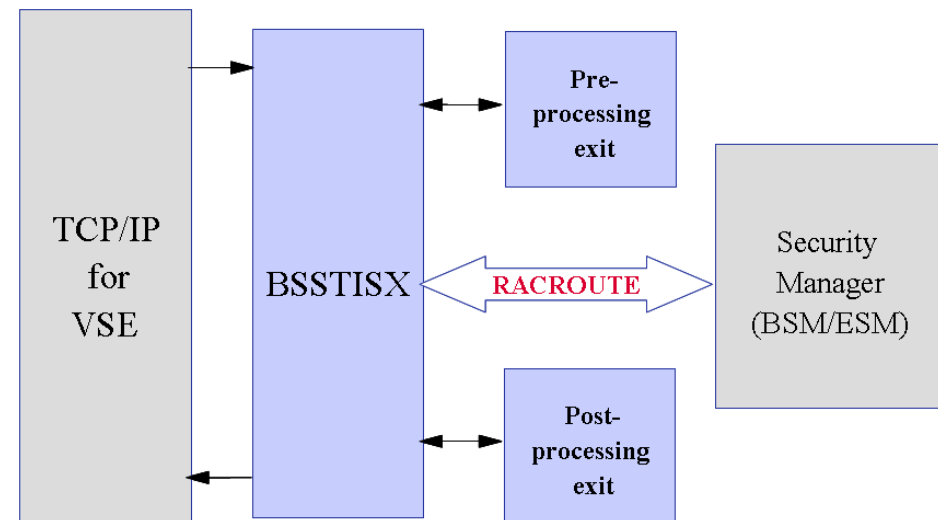 TCP/IP
for
VSE
BSSTISX
Pre-
processing
exit
RACROUTE
Security
Manager
(BSM/ESM)
Post-
processing
exit